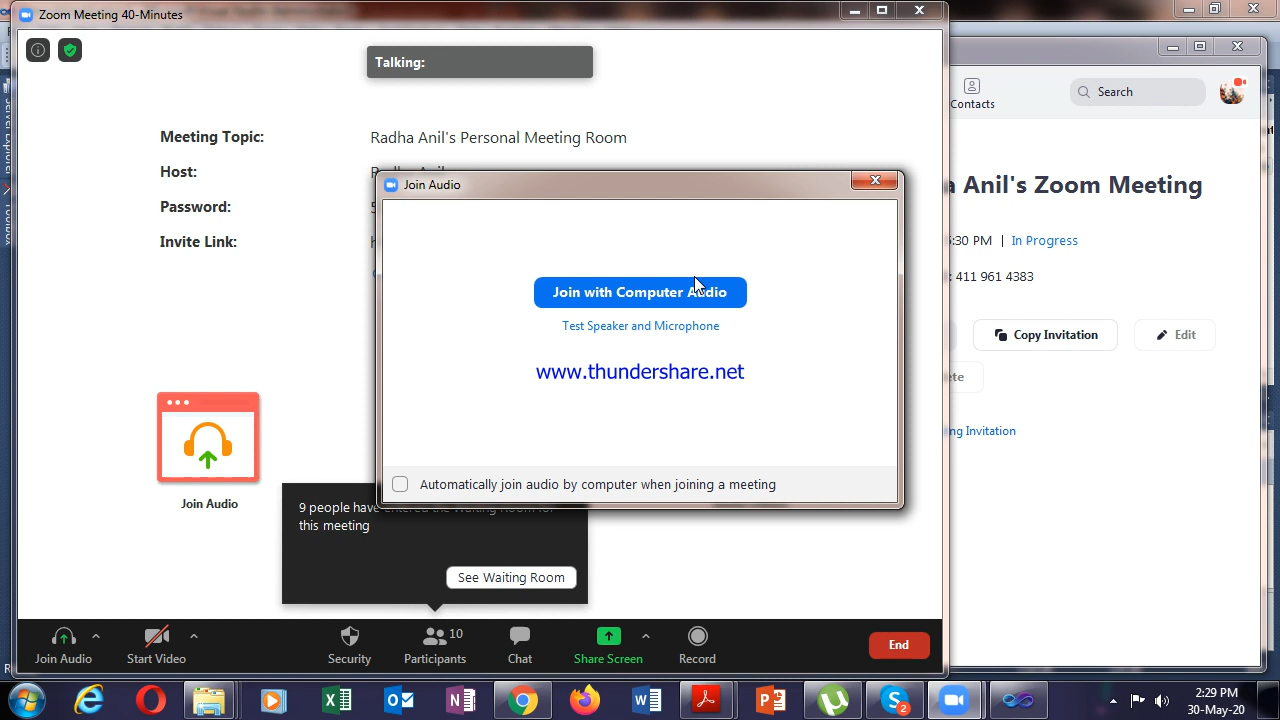 Zoom Meeting 40-Minutes
Talking:
Contacts
Search
Meeting Topic: Radha Anil's Personal Meeting Room
Host:
Password:
Invite Link:
Anil's Zoom Meeting
:30 PM | In Progress
: 411 961 4383
Copy Invitation
Edit
Join Audio
Join with Computer Audio
Test Speaker and Microphone
www.thundershare.net
Automatically join audio by computer when joining a meeting
Join Audio
9 people have entered the Waiting Room for
this meeting
See Waiting Room
Join Audio
Start Video
Security
Participants
10
Chat
Share Screen
Record
End
2:29 PM
30-May-20
2